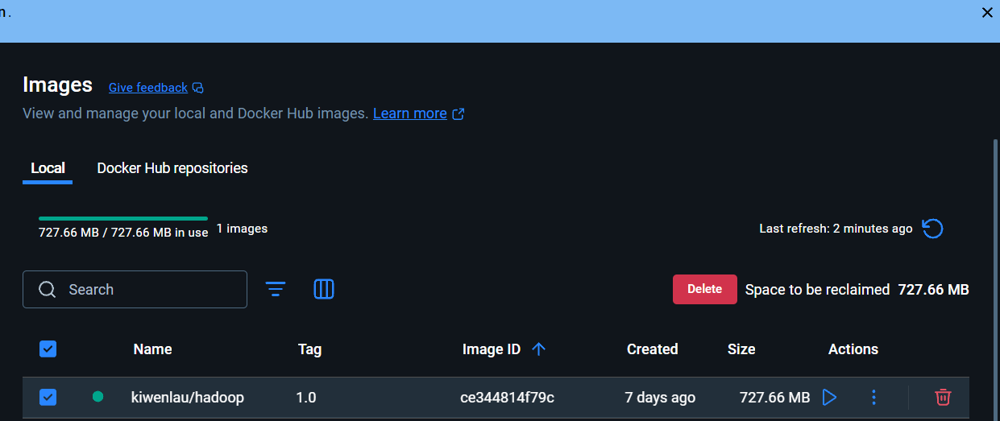 n.
Images Give feedback
View and manage your local and Docker Hub images. Learn more
Local Docker Hub repositories
727.66 MB / 727.66 MB in use 1 images Last refresh: 2 minutes ago
Search Delete Space to be reclaimed 727.66 MB
Name Tag Image ID Created Size Actions
kiwenlau/hadoop 1.0 ce344814f79c 7 days ago 727.66 MB